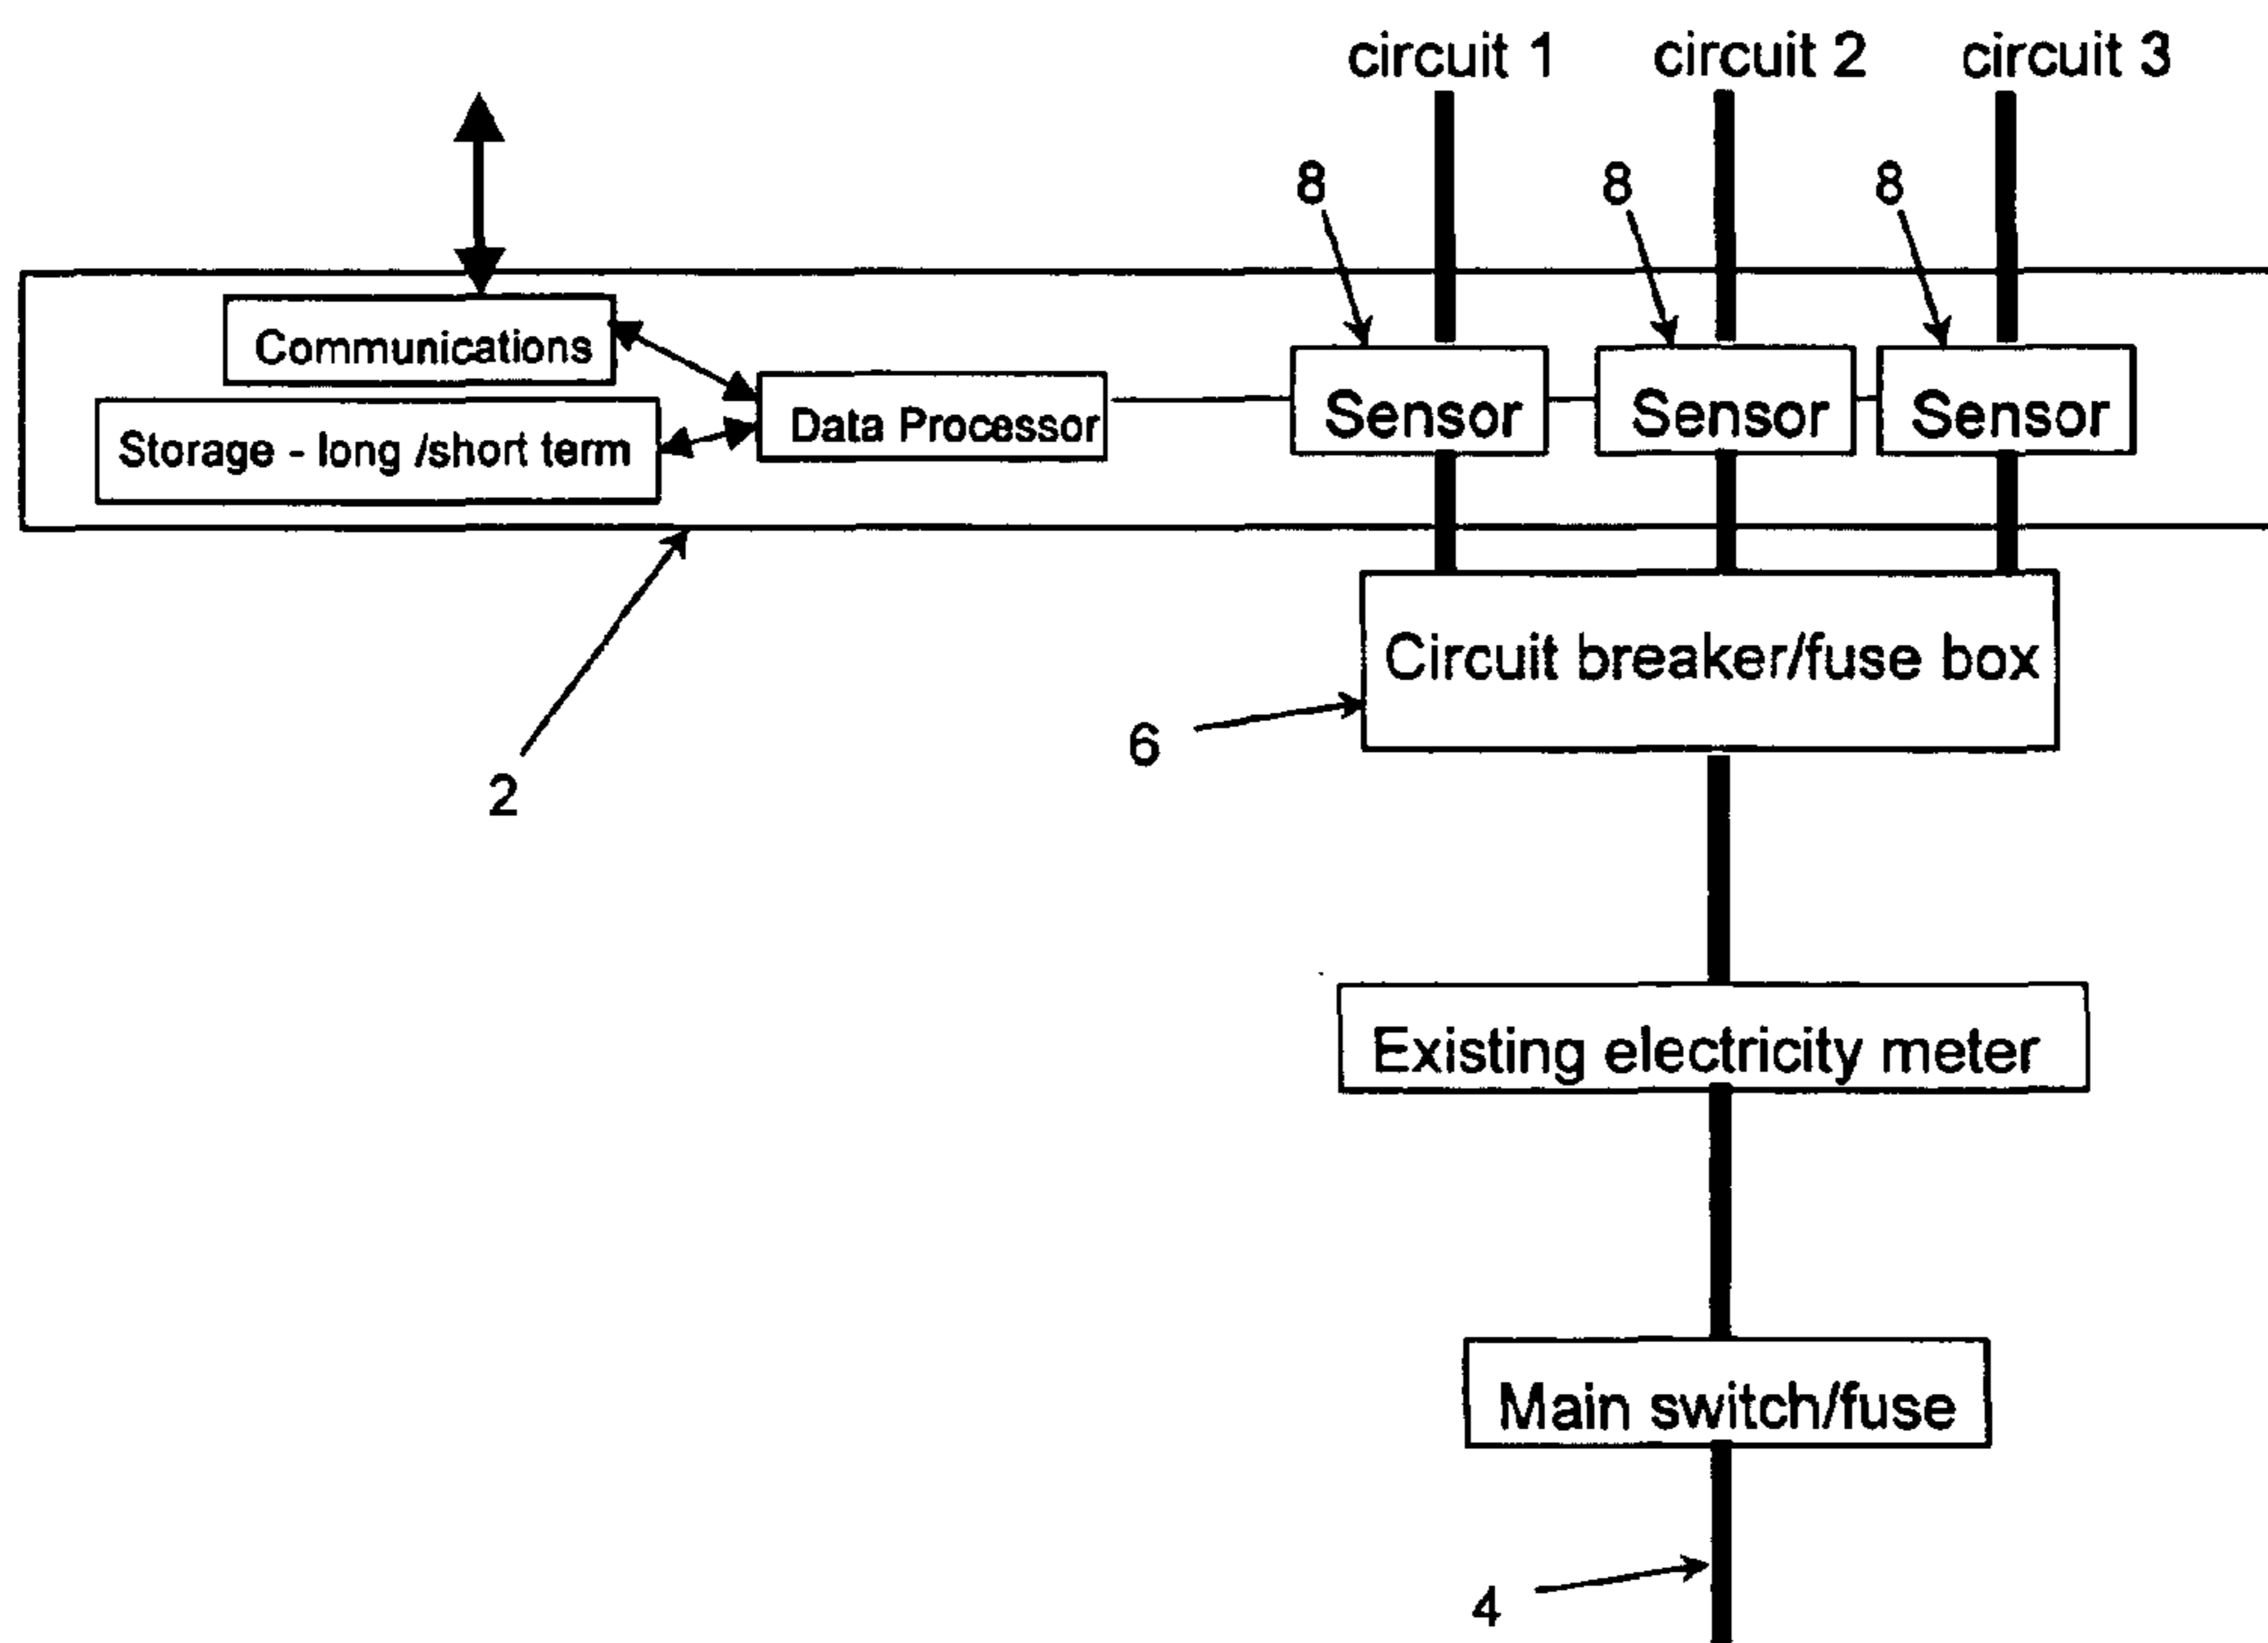 circuit 1 circuit 2 circuit 3
8 8 8
Communications
Storage - long /short term
Data Processor
Sensor Sensor Sensor
Circuit breaker/fuse box
6
2
Existing electricity meter
Main switch/fuse
4